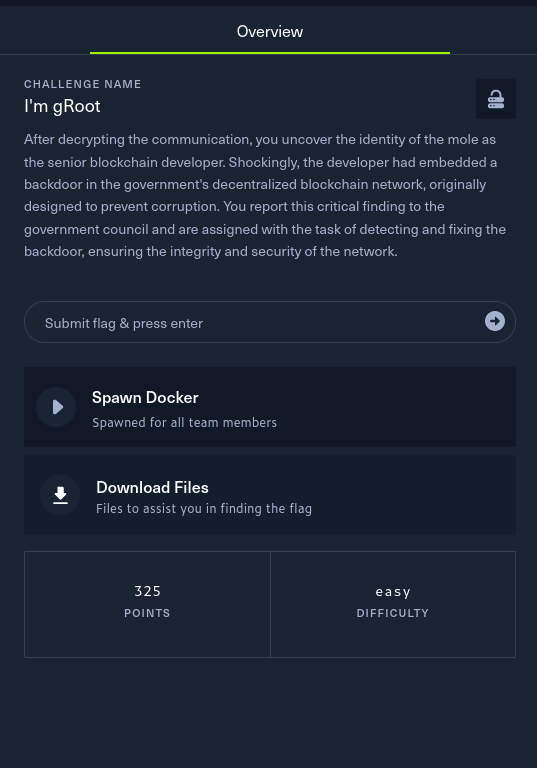 Overview
CHALLENGE NAME
I'm gRoot
After decrypting the communication, you uncover the identity of the mole as
the senior blockchain developer. Shockingly, the developer had embedded a
backdoor in the government's decentralized blockchain network, originally
designed to prevent corruption. You report this critical finding to the
government council and are assigned with the task of detecting and fixing the
backdoor, ensuring the integrity and security of the network.
Submit flag & press enter
Spawn Docker
Spawned for all team members
Download Files
Files to assist you in finding the flag
325
POINTS
easy
DIFFICULTY